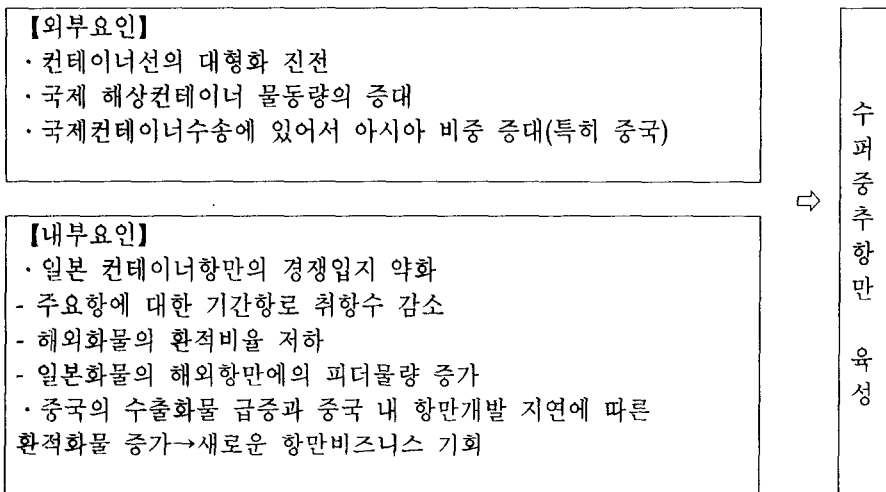 【외부요인】
· 컨테이너선의 대형화 진전
· 국제 해상컨테이너 물동량의 증대
· 국제컨테이너수송에 있어서 아시아 비중 증대(특히 중국)
⇨
【내부요인】
· 일본 컨테이너항만의 경쟁입지 약화
- 주요항에 대한 기간항로 취항수 감소
- 해외화물의 환적비율 저하
- 일본화물의 해외항만에의 피더물량 증가
· 중국의 수출화물 급증과 중국 내 항만개발 지연에 따른
환적화물 증가→새로운 항만비즈니스 기회
수퍼중추항만 육성